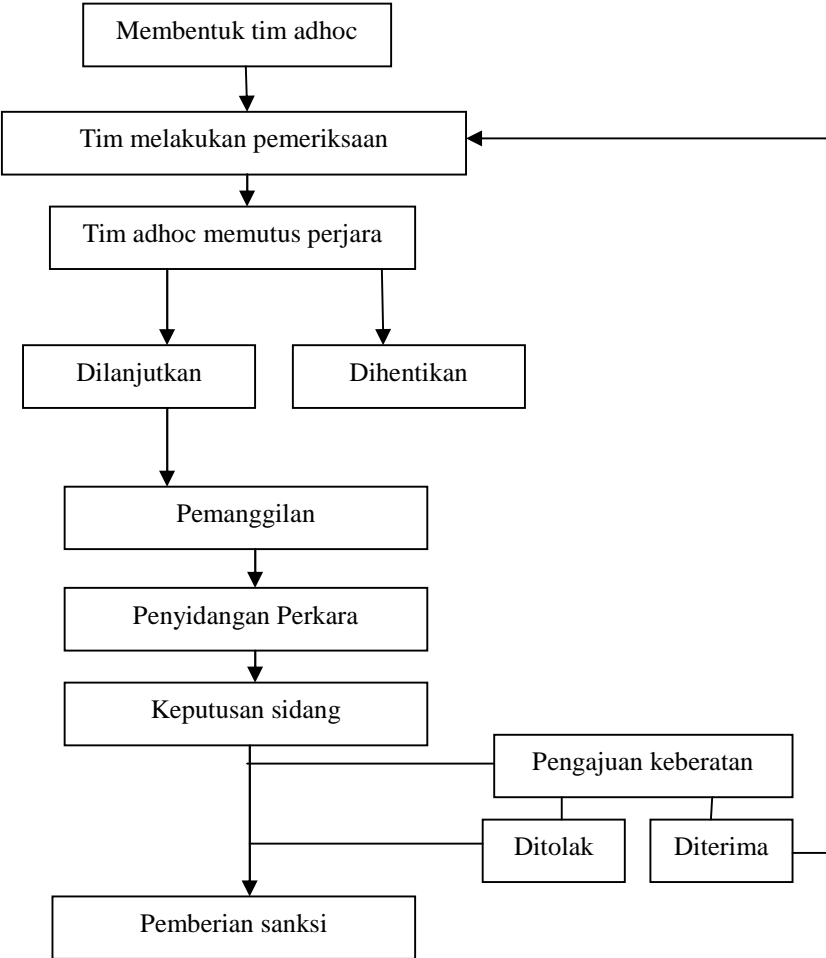 Membentuk tim adhoc
Tim melakukan pemeriksaan
Tim adhoc memutus perjara
Dilanjutkan
Dihentikan
Pemanggilan
Penyidangan Perkara
Keputusan sidang
Pengajuan keberatan
Ditolak
Diterima
Pemberian sanksi